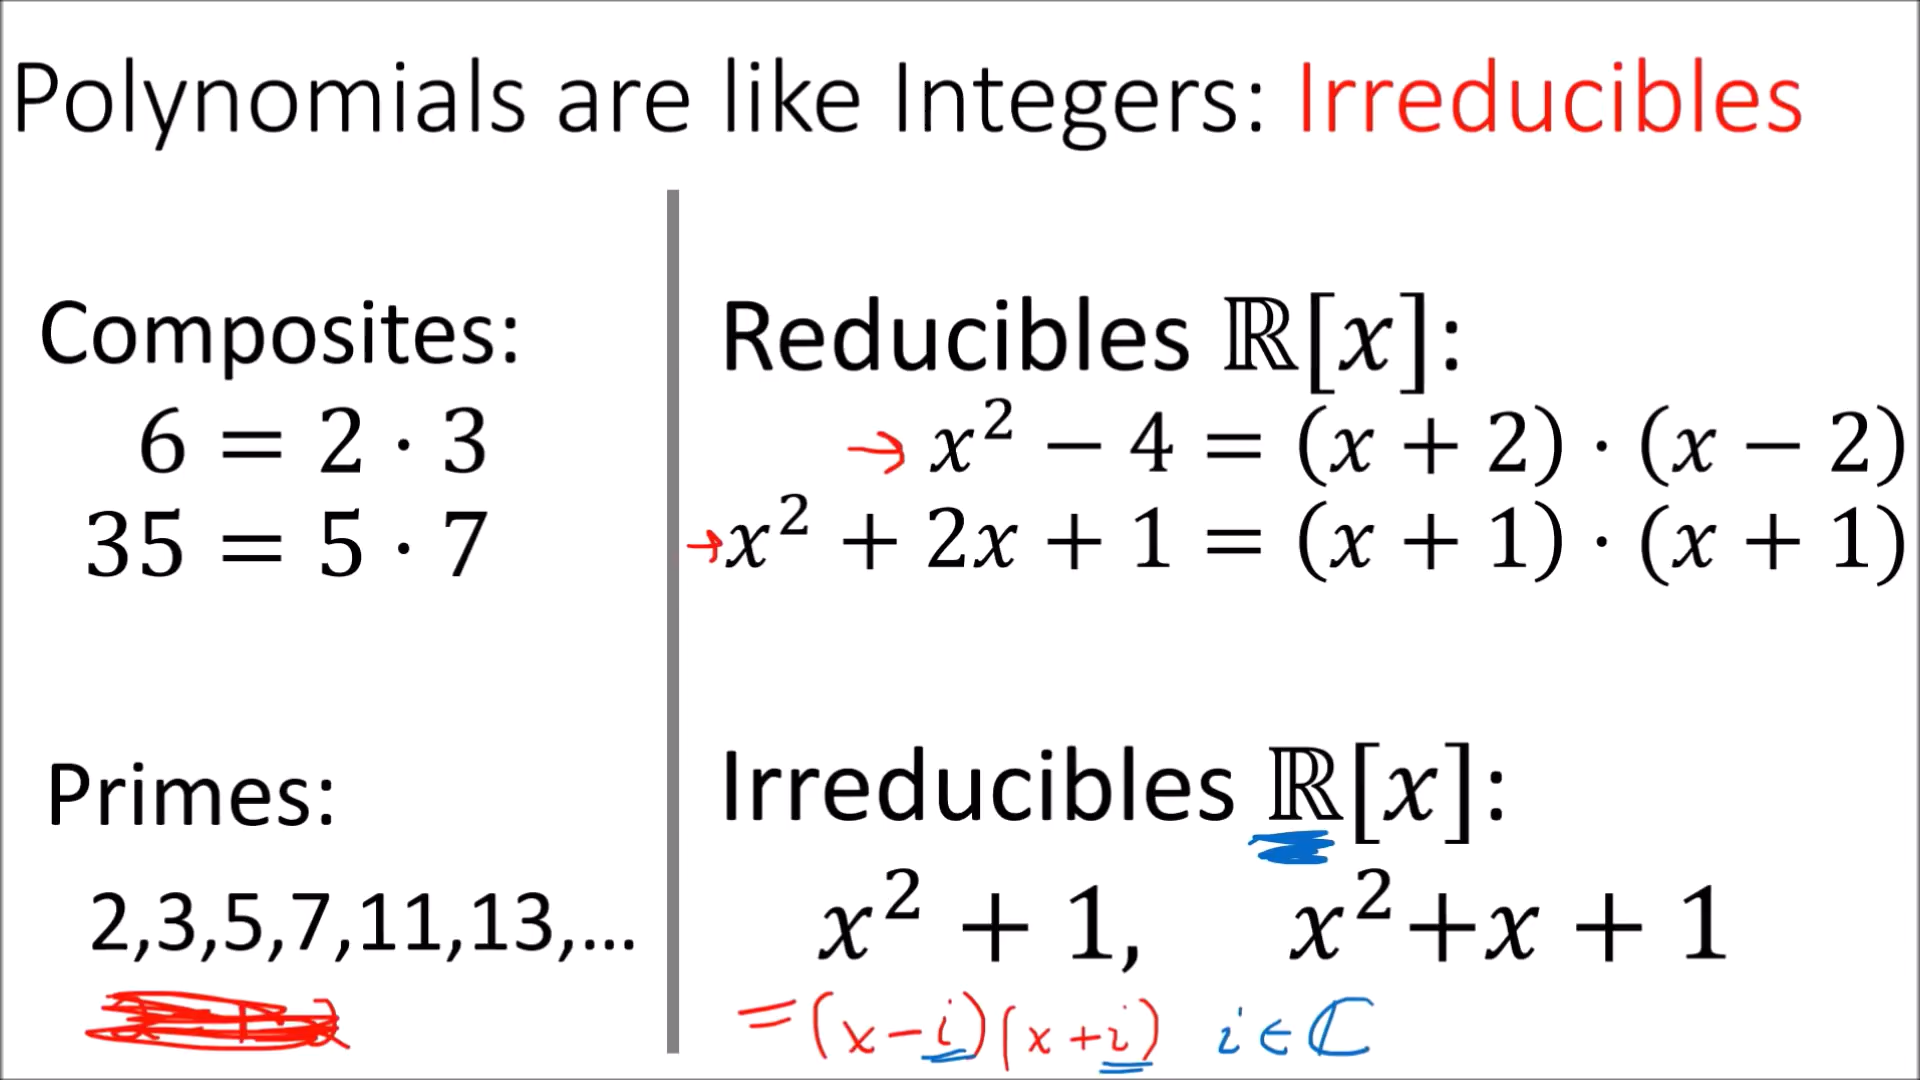 Polynomials are like Integers: Irreducibles
Composites:
6 = 2 · 3
35 = 5 · 7
Primes:
2,3,5,7,11,13,...
Reducibles ℝ[x]:
→ x² − 4 = (x + 2) · (x − 2)
→ x² + 2x + 1 = (x + 1) · (x + 1)
Irreducibles ℝ[x]:
x² + 1, x²+x + 1
= (x − i)(x + i) i ∈ ℂ